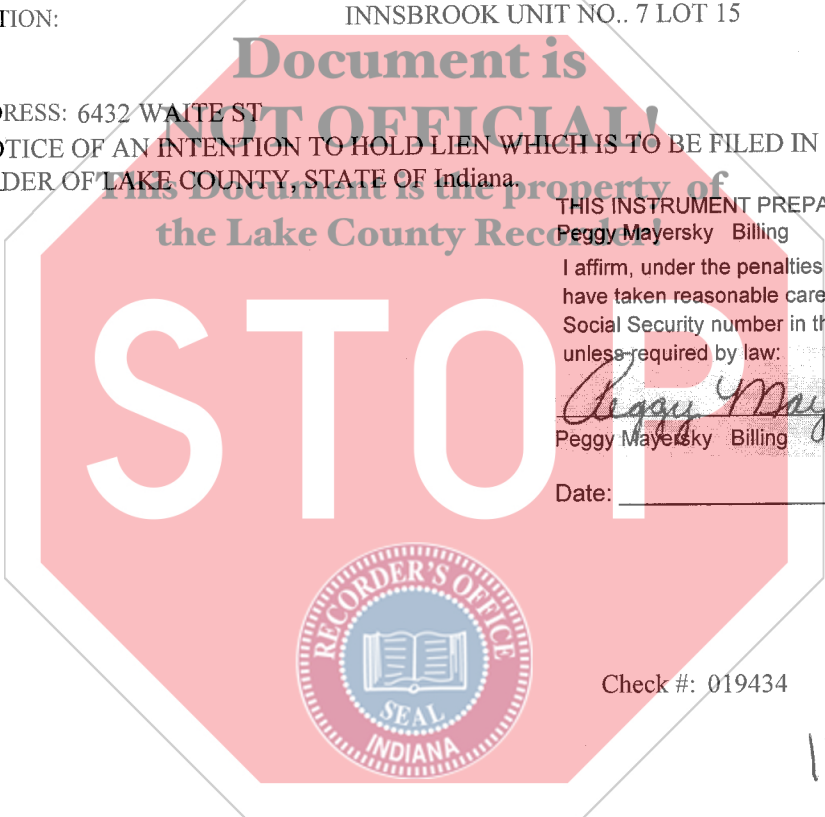 TION: INNSBROOK UNIT NO.. 7 LOT 15
Document is
DRESS: 6432 WAITE ST
NOT OFFICIAL!
OTICE OF AN INTENTION TO HOLD LIEN WHICH IS TO BE FILED IN
DER OF LAKE COUNTY, STATE OF Indiana.
This Document is the property of
the Lake County Recorder!
THIS INSTRUMENT PREPA
Peggy Mayersky Billing
I affirm, under the penalties
have taken reasonable care
Social Security number in th
unless required by law:
Peggy May
Peggy Mayersky Billing
Date:
STOP
RECORDER'S OFFICE
SEAL
INDIANA
Check #: 019434